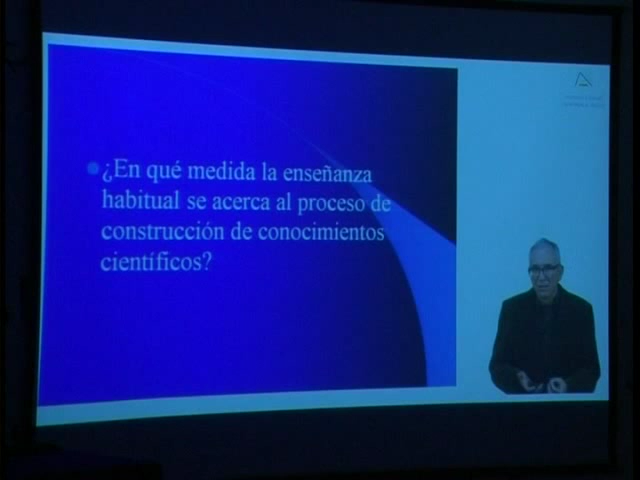 ¿En qué medida la enseñanza
habitual se acerca al proceso de
construcción de conocimientos
científicos?